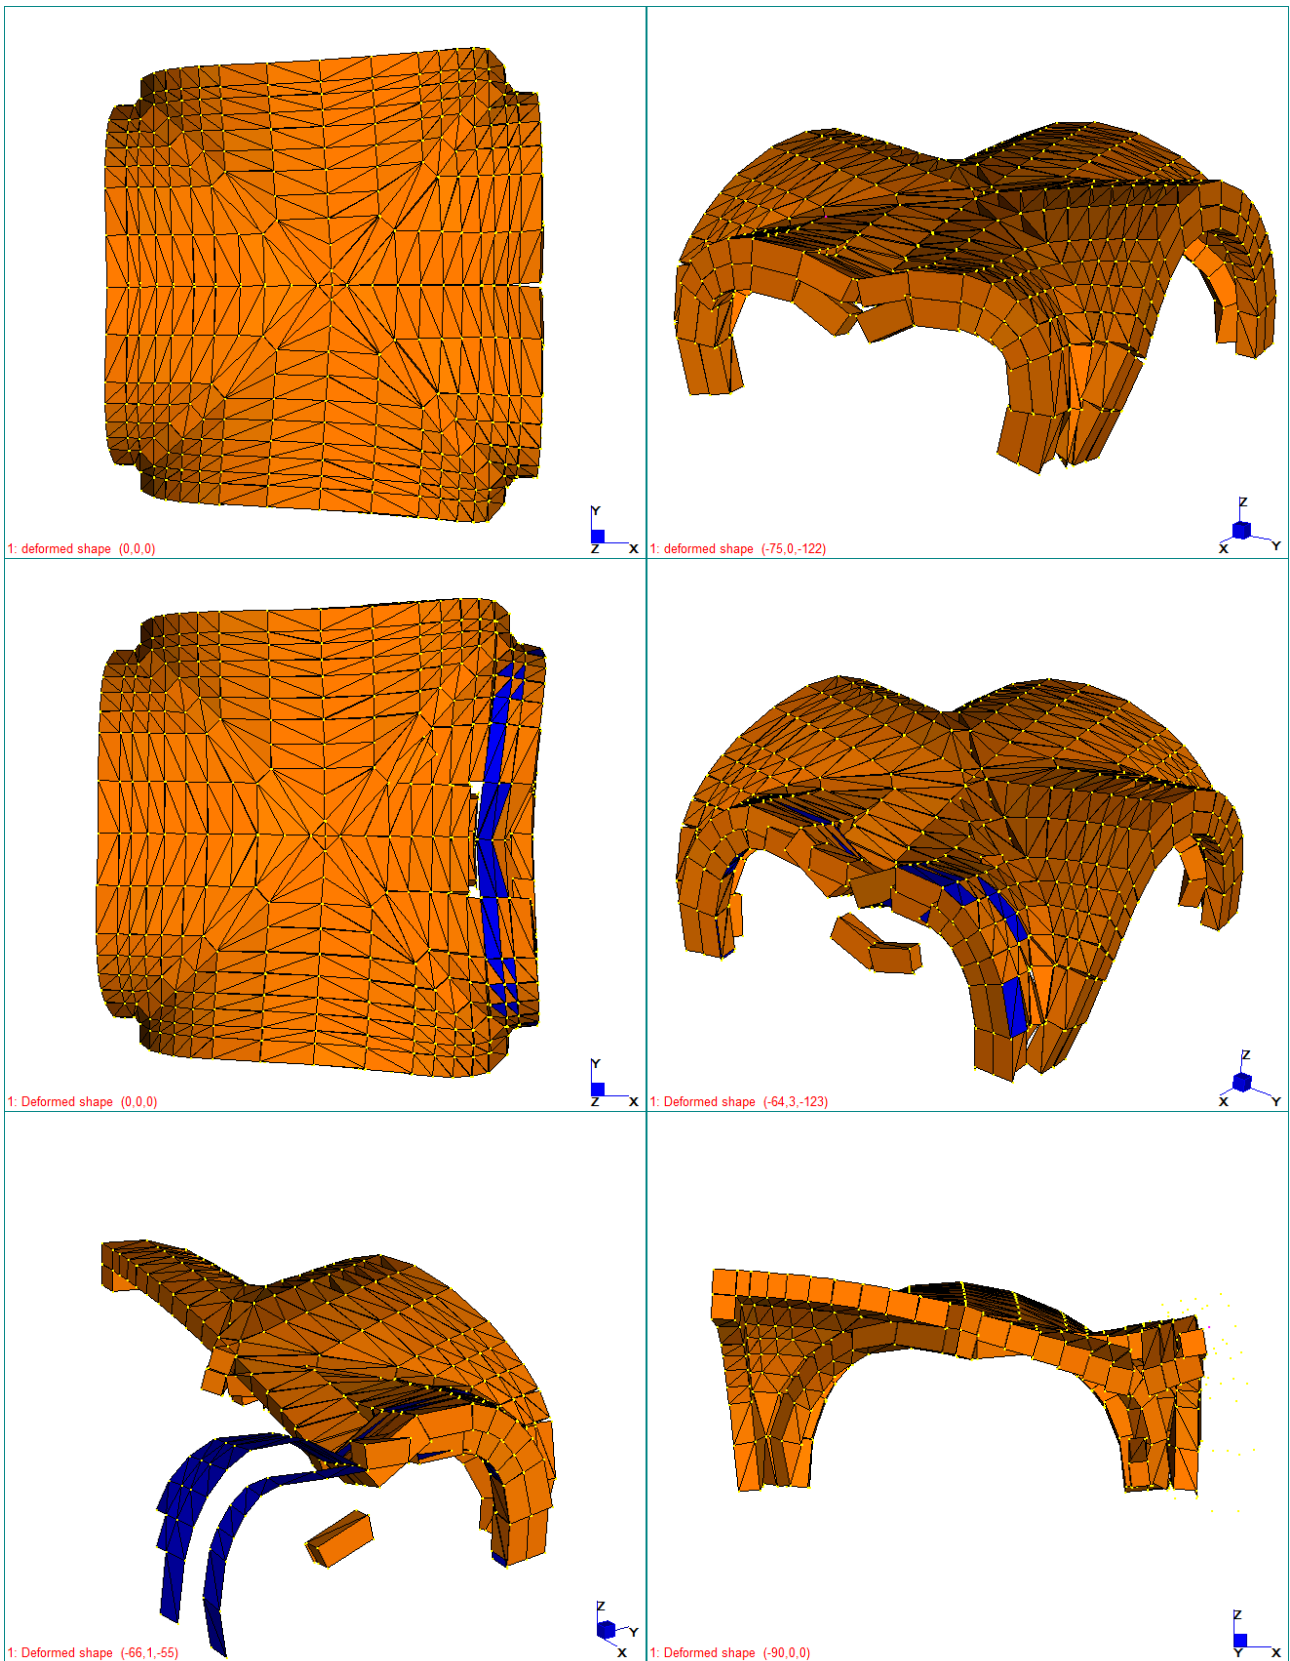 Y
Z X
1: deformed shape (0,0,0)
Z
X Y
1: deformed shape (-75,0,-122)
Y
Z X
1: Deformed shape (0,0,0)
Z
X Y
1: Deformed shape (-64,3,-123)
Z
Y
X
1: Deformed shape (-66,1,-55)
Z
Y X
1: Deformed shape (-90,0,0)